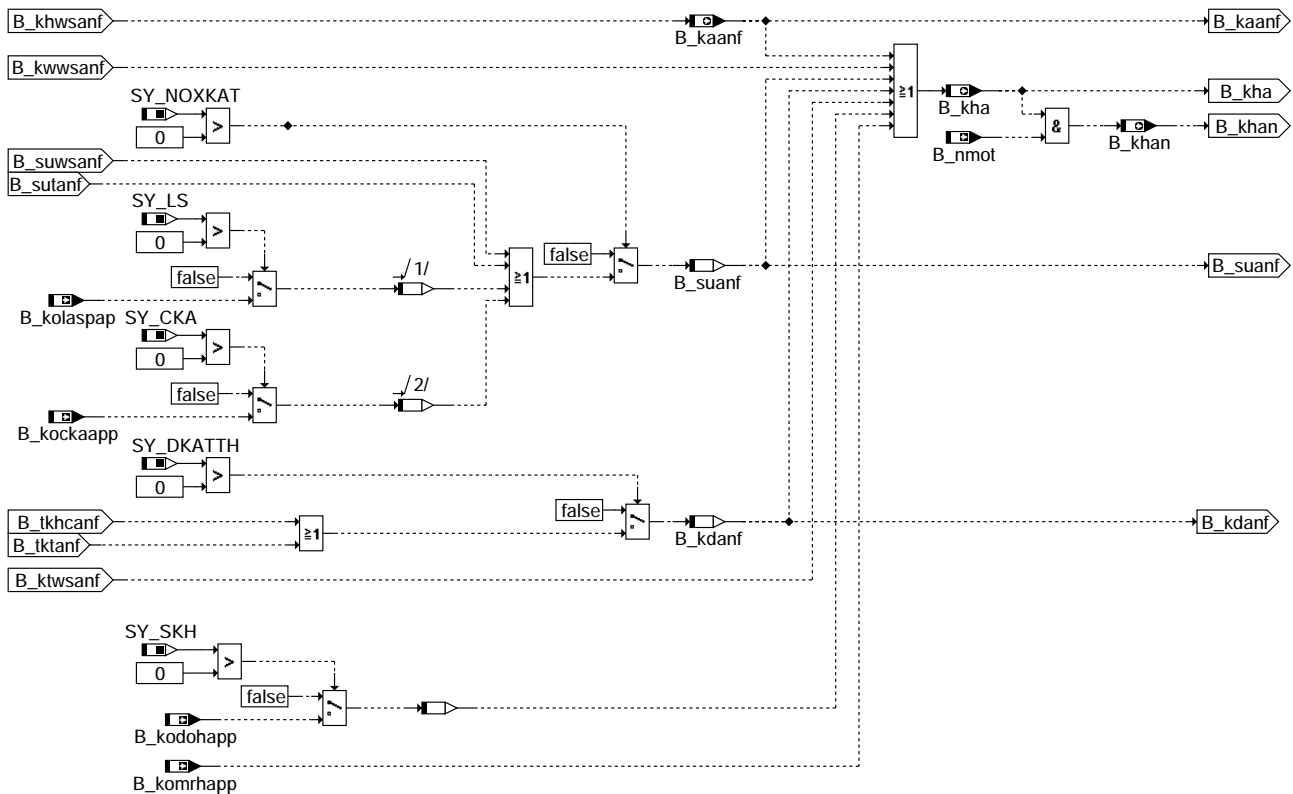 B_khwsanf
B_kaanf
B_kaanf
B_kwwsanf
≧1
SY_NOXKAT
0
>
B_kha
B_kha
B_nmot
&
B_khan
B_khan
B_suwsanf
B_sutanf
SY_LS
0
>
false
B_kolaspap
/1/
≧1
false
B_suanf
B_suanf
SY_CKA
0
>
false
B_kockaapp
/2/
SY_DKATTH
0
>
false
B_tkhcanf
B_tktanf
≧1
B_kdanf
B_kdanf
B_ktwsanf
SY_SKH
0
>
false
B_kodohapp
B_komrhapp